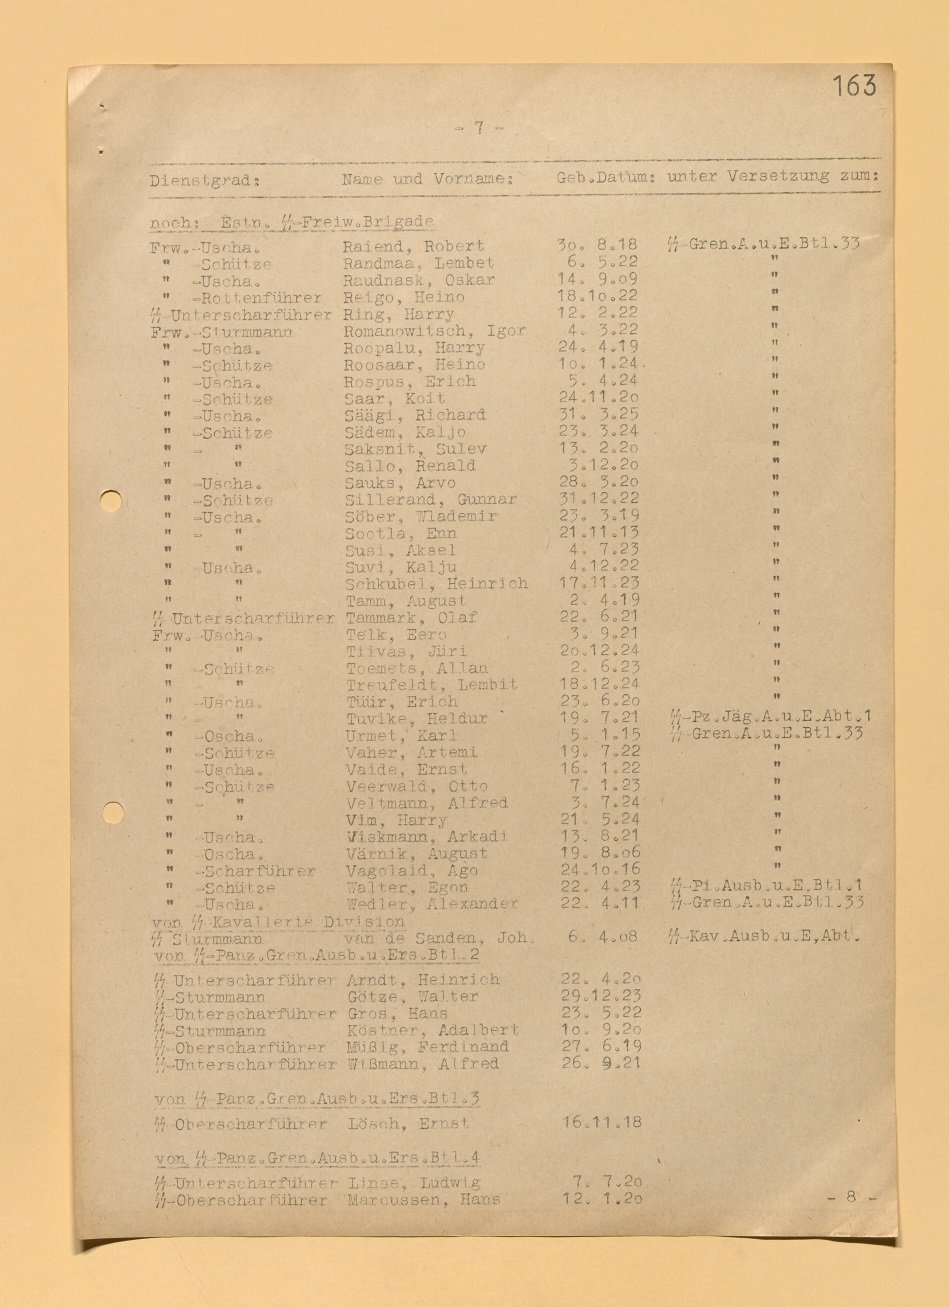 163
- 7 -
Dienstgrad: Name und Vorname: Geb.Datum: unter Versetzung zum:
noch: Estn. ᛋᛋ-Freiw.Brigade
Frw.-Uscha. Raiend, Robert 30. 8.18 ᛋᛋ-Gren.A.u.E.Btl.33
" -Schütze Randmaa, Lembet 6. 5.22 "
" -Uscha. Raudnask, Oskar 14. 9.09 "
" -Rottenführer Reigo, Heino 18.10.22 "
ᛋᛋ-Unterscharführer Ring, Harry 12. 2.22 "
Frw.-Sturmmann Romanowitsch, Igor 4. 3.22 "
" -Uscha. Roopalu, Harry 24. 4.19 "
" -Schütze Roosaar, Heino 10. 1.24. "
" -Uscha. Rospus, Erich 5. 4.24 "
" -Schütze Saar, Koit 24.11.20 "
" -Uscha. Säägi, Richard 31. 3.25 "
" -Schütze Sädem, Kaljo 23. 3.24 "
" - " Saksnit, Sulev 13. 2.20 "
" " Sallo, Renald 3.12.20 "
" -Uscha. Sauks, Arvo 28. 3.20 "
" -Schütze Sillerand, Gunnar 31.12.22 "
" -Uscha. Söber, Wlademir 23. 3.19 "
" - " Sootla, Enn 21.11.13 "
" " Susi, Aksel 4. 7.23 "
" -Uscha. Suvi, Kalju 4.12.22 "
" " Schkubel, Heinrich 17.11.23 "
" " Tamm, August 2. 4.19 "
ᛋᛋ-Unterscharführer Tammark, Olaf 22. 6.21 "
Frw.-Uscha. Telk, Eero 3. 9.21 "
" " Tiivas, Jüri 20.12.24 "
" -Schütze Toemets, Allan 2. 6.23 "
" " Treufeldt, Lembit 18.12.24 "
" -Uscha. Tüür, Erich 23. 6.20 "
" - " Tuvike, Heldur 19. 7.21 ᛋᛋ-Pz.Jäg.A.u.E.Abt.1
" -Oscha. Urmet, Karl 5. 1.15 ᛋᛋ-Gren.A.u.E.Btl.33
" -Schütze Vaher, Artemi 19. 7.22 "
" -Uscha. Vaide, Ernst 16. 1.22 "
" -Schütze Veerwald, Otto 7. 1.23 "
" - " Veltmann, Alfred 3. 7.24 "
" " Vim, Harry 21. 5.24 "
" -Uscha. Viskmann, Arkadi 13. 8.21 "
" -Oscha. Värnik, August 19. 8.06 "
" -Scharführer Vagolaid, Ago 24.10.16 "
" -Schütze Walter, Egon 22. 4.23 ᛋᛋ-Pi.Ausb.u.E.Btl.1
" -Uscha. Wedler, Alexander 22. 4.11 ᛋᛋ-Gren.A.u.E.Btl.33
von ᛋᛋ-Kavallerie Division
ᛋᛋ Sturmmann van de Sanden, Joh. 6. 4.08 ᛋᛋ-Kav.Ausb.u.E,Abt.
von ᛋᛋ-Panz.Gren.Ausb.u.Ers.Btl.2
ᛋᛋ-Unterscharführer Arndt, Heinrich 22. 4.20
ᛋᛋ-Sturmmann Götze, Walter 29.12.23
ᛋᛋ-Unterscharführer Gros, Hans 23. 5.22
ᛋᛋ-Sturmmann Köstner, Adalbert 10. 9.20
ᛋᛋ-Oberscharführer Müßig, Ferdinand 27. 6.19
ᛋᛋ-Unterscharführer Wißmann, Alfred 26. 9.21
von ᛋᛋ-Panz.Gren.Ausb.u.Ers.Btl.3
ᛋᛋ-Oberscharführer Lösch, Ernst 16.11.18
von ᛋᛋ-Panz.Gren.Ausb.u.Ers.Btl.4
ᛋᛋ-Unterscharführer Linse, Ludwig 7. 7.20
ᛋᛋ-Oberscharführer Marcussen, Hans 12. 1.20
- 8 -